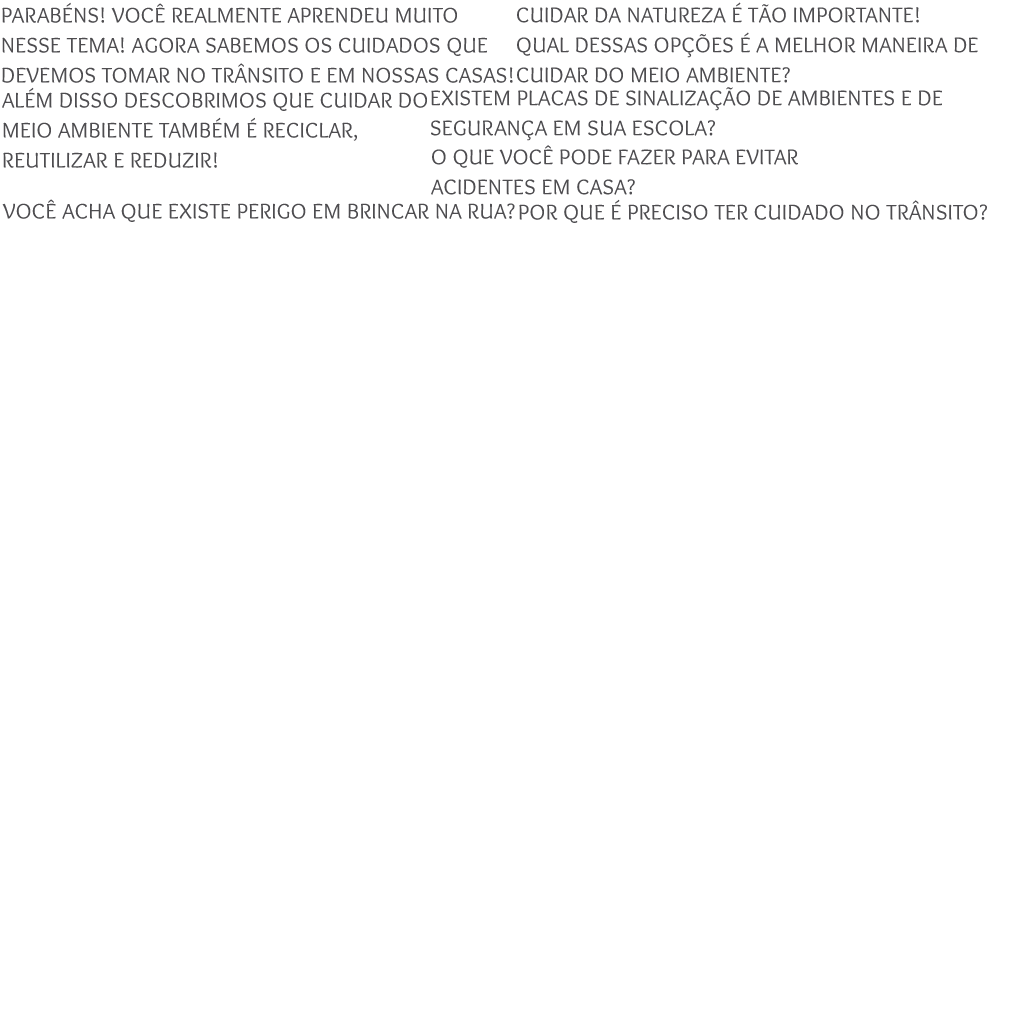 PARABÉNS! VOCÊ REALMENTE APRENDEU MUITO
NESSE TEMA! AGORA SABEMOS OS CUIDADOS QUE
DEVEMOS TOMAR NO TRÂNSITO E EM NOSSAS CASAS!
CUIDAR DA NATUREZA É TÃO IMPORTANTE!
QUAL DESSAS OPÇÕES É A MELHOR MANEIRA DE
CUIDAR DO MEIO AMBIENTE?
ALÉM DISSO DESCOBRIMOS QUE CUIDAR DO
MEIO AMBIENTE TAMBÉM É RECICLAR,
REUTILIZAR E REDUZIR!
EXISTEM PLACAS DE SINALIZAÇÃO DE AMBIENTES E DE
SEGURANÇA EM SUA ESCOLA?
O QUE VOCÊ PODE FAZER PARA EVITAR
ACIDENTES EM CASA?
VOCÊ ACHA QUE EXISTE PERIGO EM BRINCAR NA RUA?
POR QUE É PRECISO TER CUIDADO NO TRÂNSITO?